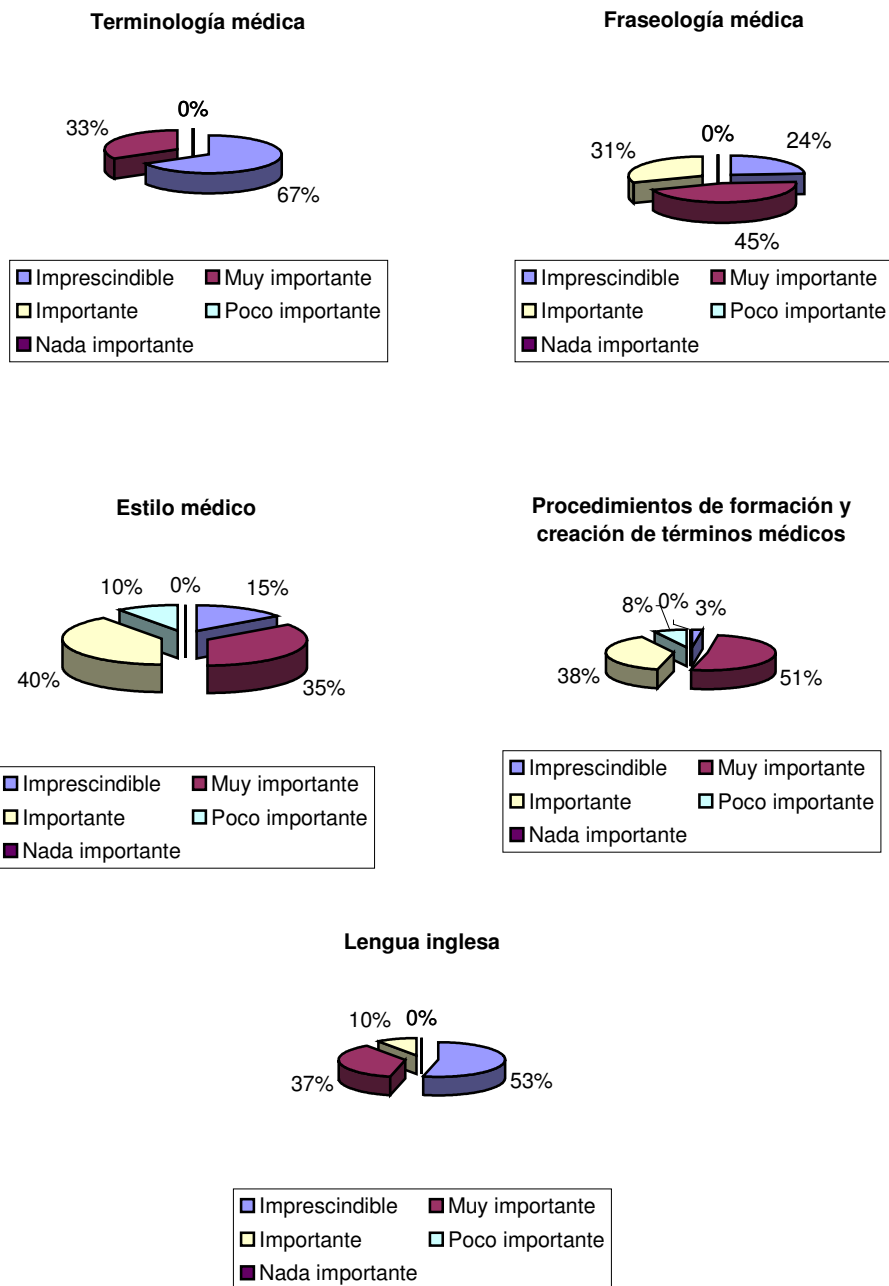 Terminología médica
0%
33%
67%
Imprescindible Muy importante
Importante Poco importante
Nada importante
Fraseología médica
0%
24%
31%
45%
Imprescindible Muy importante
Importante Poco importante
Nada importante
Estilo médico
10% 0% 15%
40% 35%
Imprescindible Muy importante
Importante Poco importante
Nada importante
Procedimientos de formación y
creación de términos médicos
8% 0% 3%
38% 51%
Imprescindible Muy importante
Importante Poco importante
Nada importante
Lengua inglesa
10% 0%
37% 53%
Imprescindible Muy importante
Importante Poco importante
Nada importante